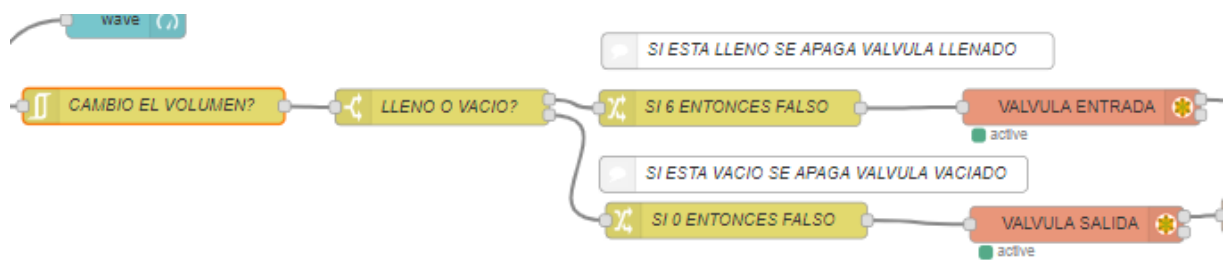 wave
SI ESTA LLENO SE APAGA VALVULA LLENADO
CAMBIO EL VOLUMEN?
LLENO O VACIO?
SI 6 ENTONCES FALSO
VALVULA ENTRADA
active
SI ESTA VACIO SE APAGA VALVULA VACIADO
SI 0 ENTONCES FALSO
VALVULA SALIDA
active